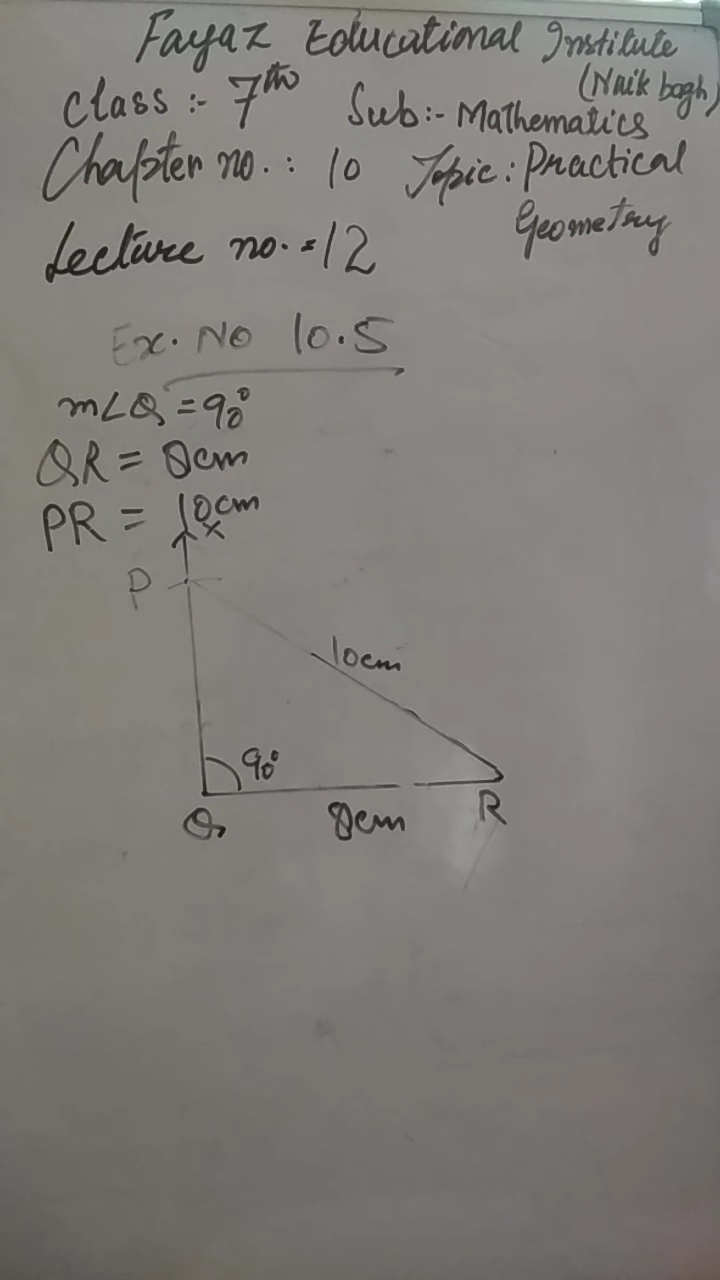 Fayaz Educational Institute
(Naik bagh)
Class :- 7th Sub:- Mathematics
Chapter no. : 10 Topic : Practical
Geometry
Lecture no. = 12
Ex. No 10.5
m∠Q = 90°
QR = 8cm
PR = 10cm
X
P
10cm
90°
Q 8cm R